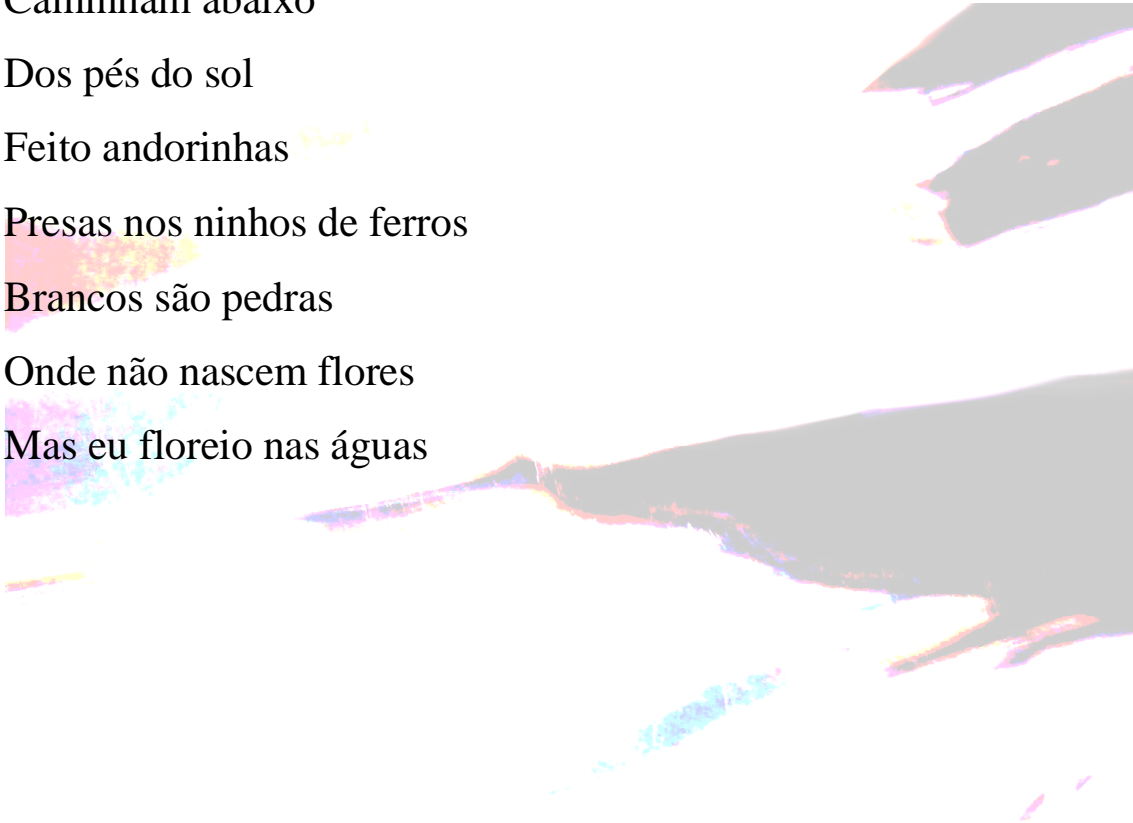 Caminham abaixo
Dos pés do sol
Feito andorinhas
Presas nos ninhos de ferros
Brancos são pedras
Onde não nascem flores
Mas eu floreio nas águas